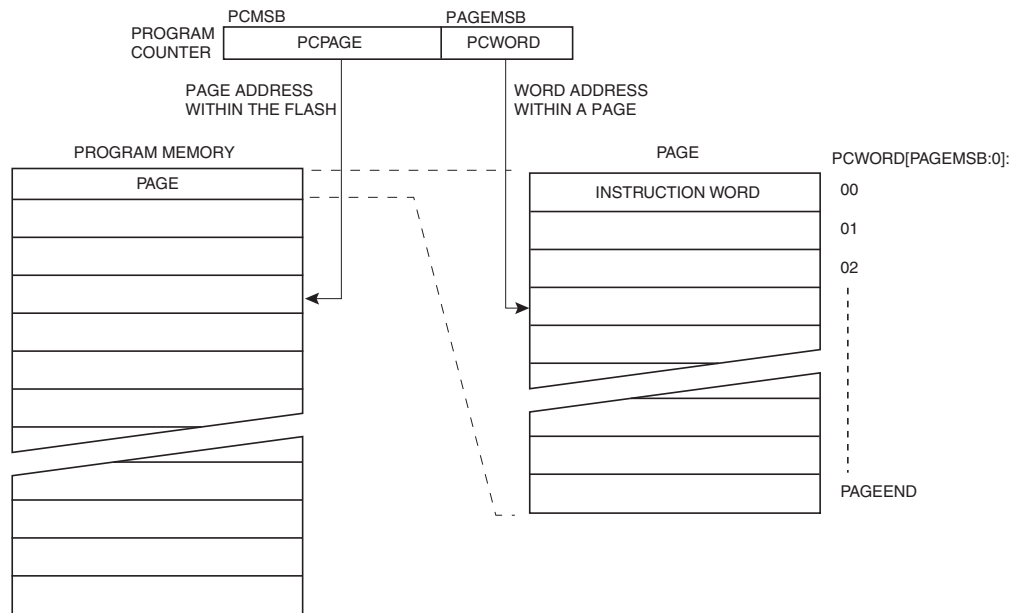 PCMSB
PAGEMSB
PROGRAM
COUNTER
PCPAGE
PCWORD
PAGE ADDRESS
WITHIN THE FLASH
WORD ADDRESS
WITHIN A PAGE
PROGRAM MEMORY
PAGE
PAGE
PCWORD[PAGEMSB:0]:
INSTRUCTION WORD
00
01
02
PAGEEND